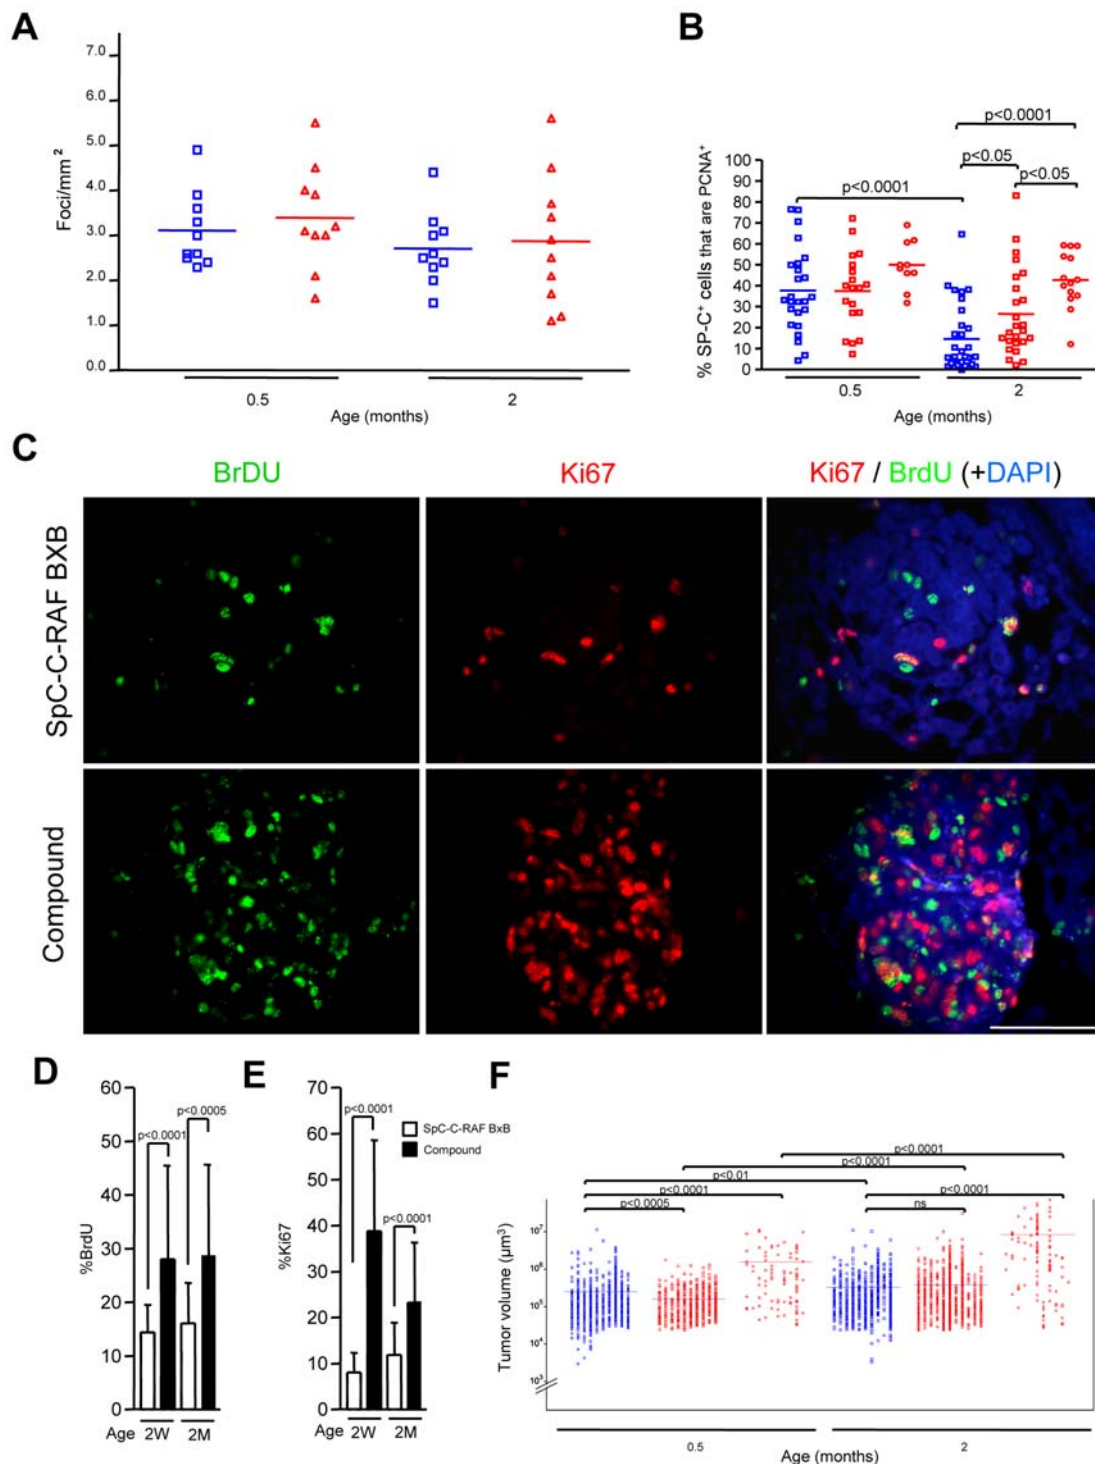 A
7.0
6.0
5.0
4.0
3.0
2.0
1.0
0.0
Foci/mm²
0.5 2
Age (months)
B
p<0.0001
p<0.05
p<0.05
p<0.0001
100
90
80
70
60
50
40
30
20
10
0
% SP-C⁺ cells that are PCNA⁺
0.5 2
Age (months)
C
BrDU Ki67 Ki67 / BrdU (+DAPI)
SpC-C-RAF BXB
Compound
D
60
50
40
30
20
10
0
%BrdU
p<0.0001
p<0.0005
Age 2W 2M
E
70
60
50
40
30
20
10
0
%Ki67
p<0.0001
p<0.0001
SpC-C-RAF BxB
Compound
Age 2W 2M
F
p<0.0001
p<0.0001
p<0.01
p<0.0001 p<0.0001
p<0.0005 ns
10⁷
10⁶
10⁵
10⁴
10³
Tumor volume (µm³)
0.5 2
Age (months)